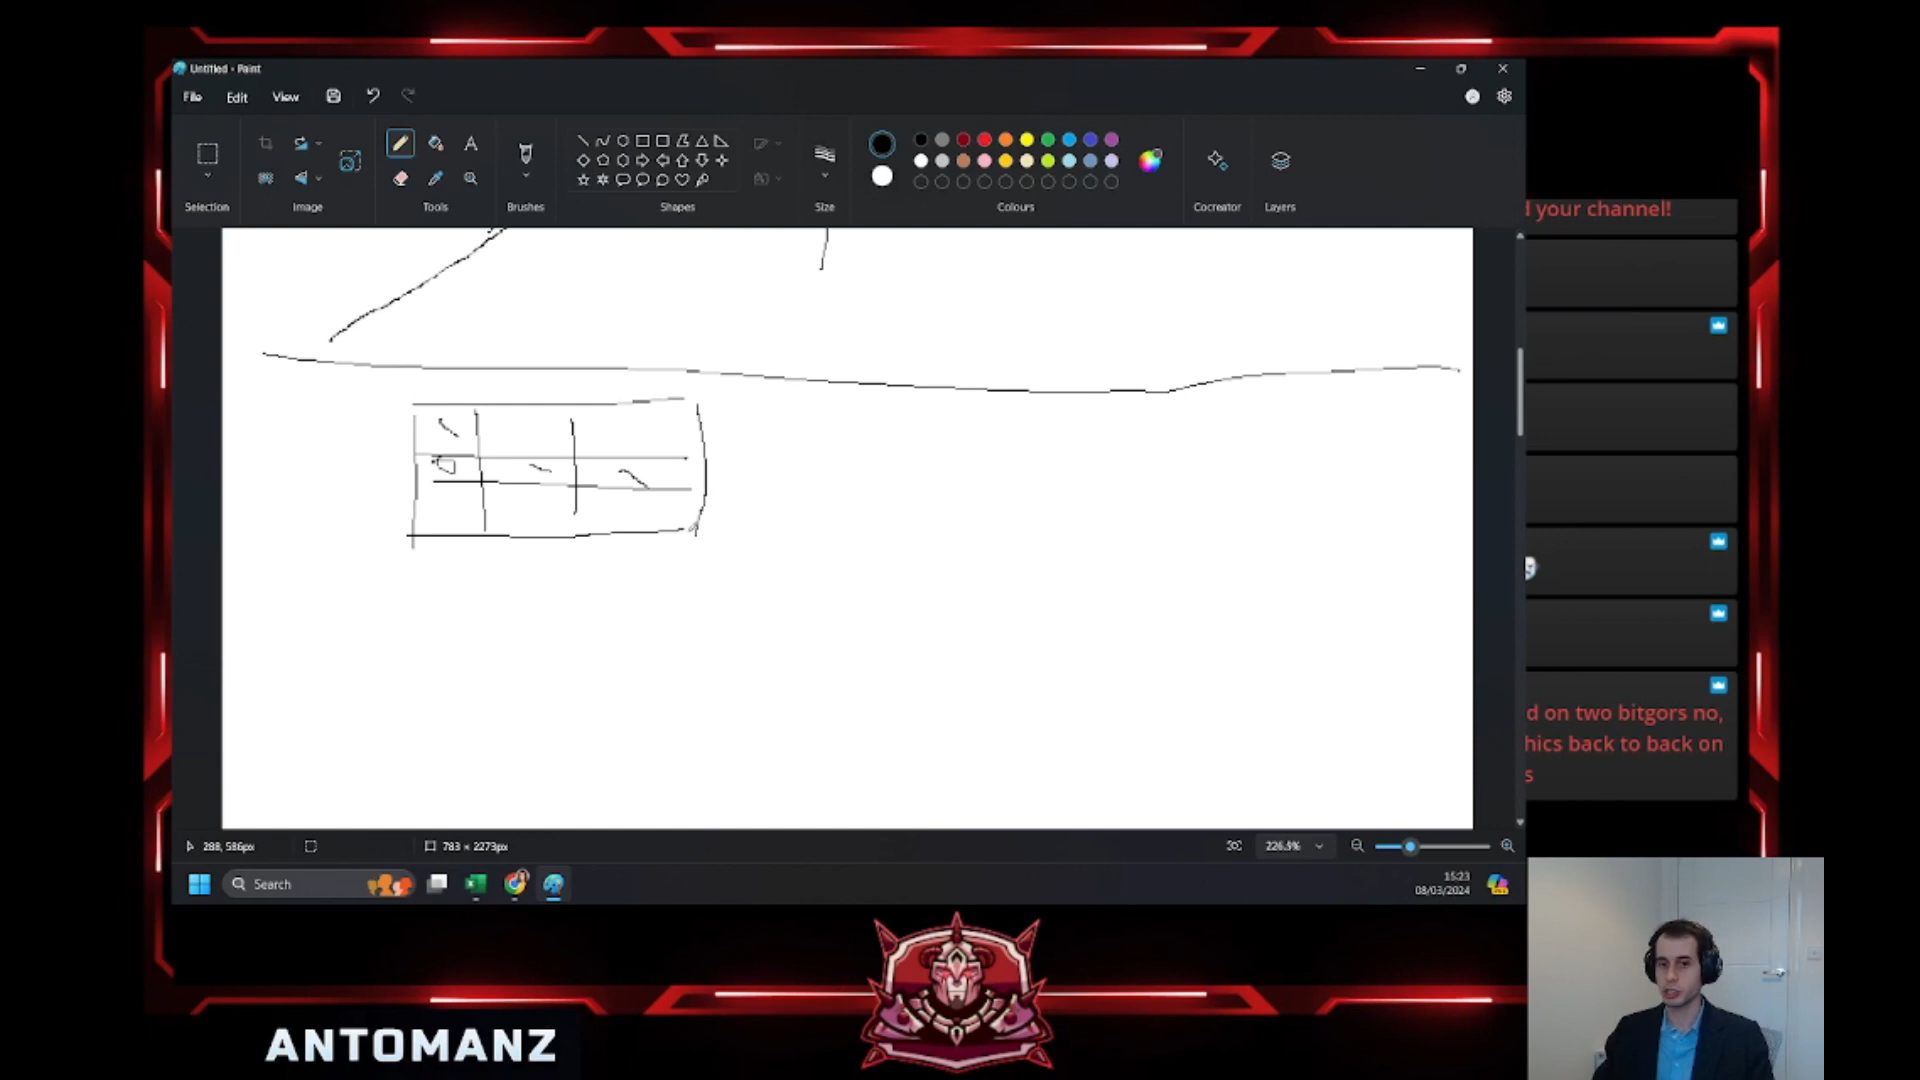 Untitled - Paint
File Edit View
Selection Image Tools Brushes Shapes Size Colours Cocreator Layers
d your channel!
d on two bitgors no,
hics back to back on
s
288, 586px 783 × 2273px 226.9%
Search
15:23
08/03/2024
ANTOMANZ